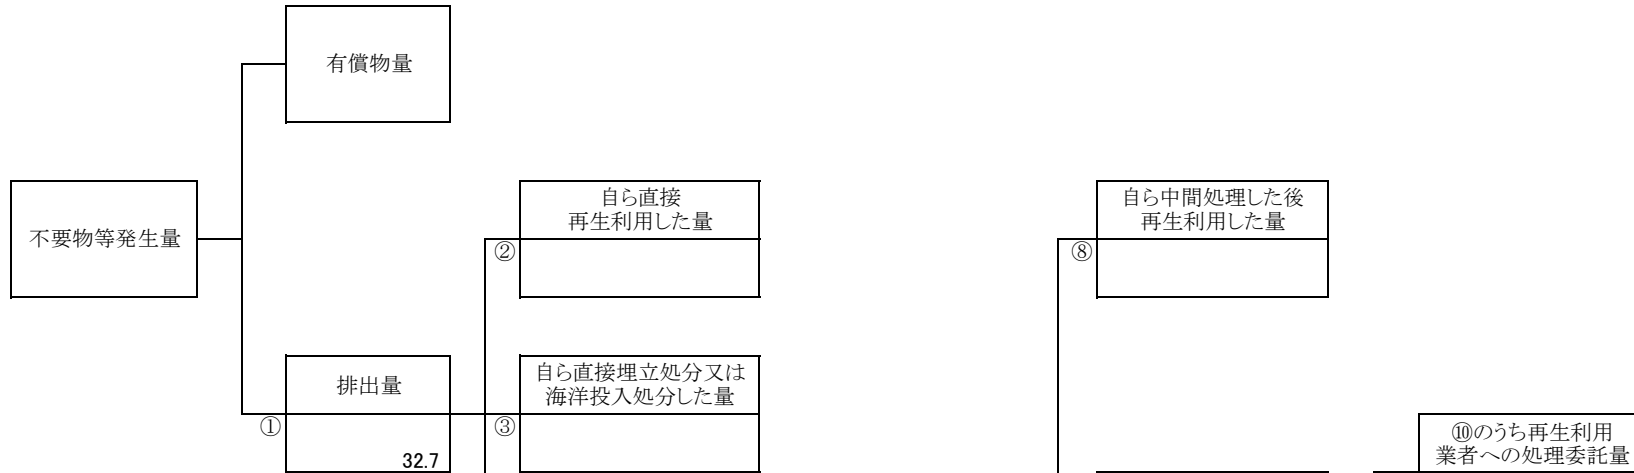 有償物量
不要物等発生量
自ら直接
再生利用した量
②
自ら中間処理した後
再生利用した量
⑧
排出量
①
32.7
自ら直接埋立処分又は
海洋投入処分した量
③
⑩のうち再生利用
業者への処理委託量